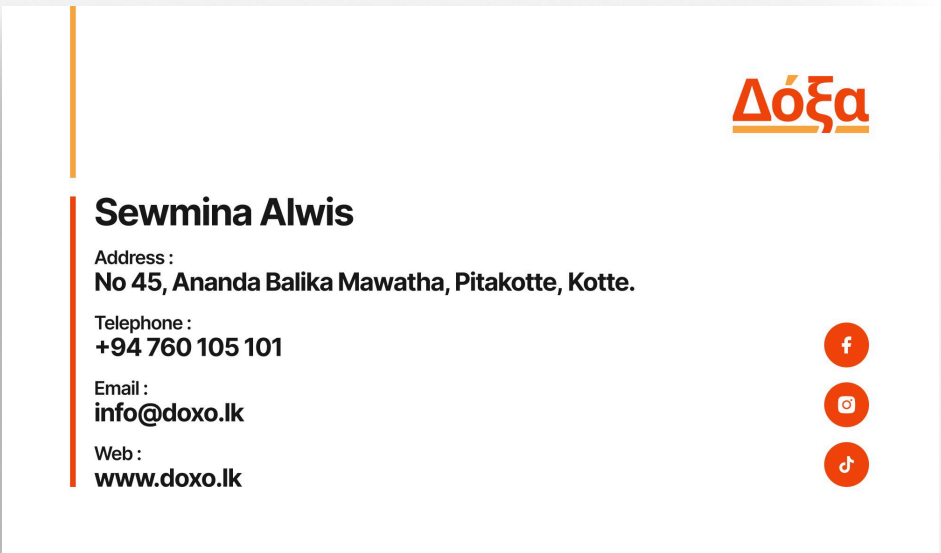 Δόξα
Sewmina Alwis
Address :
No 45, Ananda Balika Mawatha, Pitakotte, Kotte.
Telephone :
+94 760 105 101
Email :
info@doxo.lk
Web :
www.doxo.lk